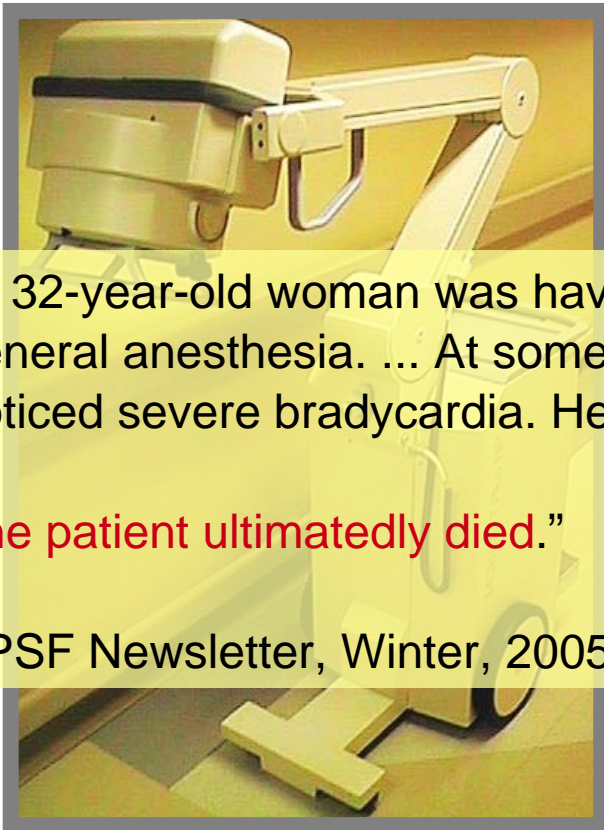 32-year-old woman was hav
eneral anesthesia. ... At some
oticed severe bradycardia. He
e patient ultimatedly died.”
PSF Newsletter, Winter, 2005